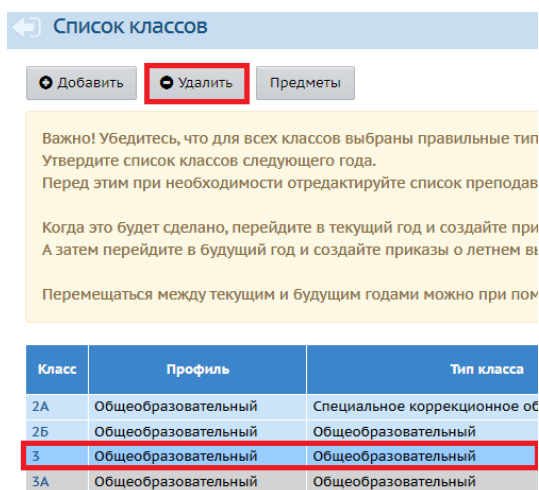 Список классов
Добавить Удалить Предметы
Важно! Убедитесь, что для всех классов выбраны правильные тип
Утвердите список классов следующего года.
Перед этим при необходимости отредактируйте список преподав
Когда это будет сделано, перейдите в текущий год и создайте при
А затем перейдите в будущий год и создайте приказы о летнем вы
Перемещаться между текущим и будущим годами можно при пом
Класс Профиль Тип класса
2А Общеобразовательный Специальное коррекционное об
2Б Общеобразовательный Общеобразовательный
3 Общеобразовательный Общеобразовательный
3А Общеобразовательный Общеобразовательный